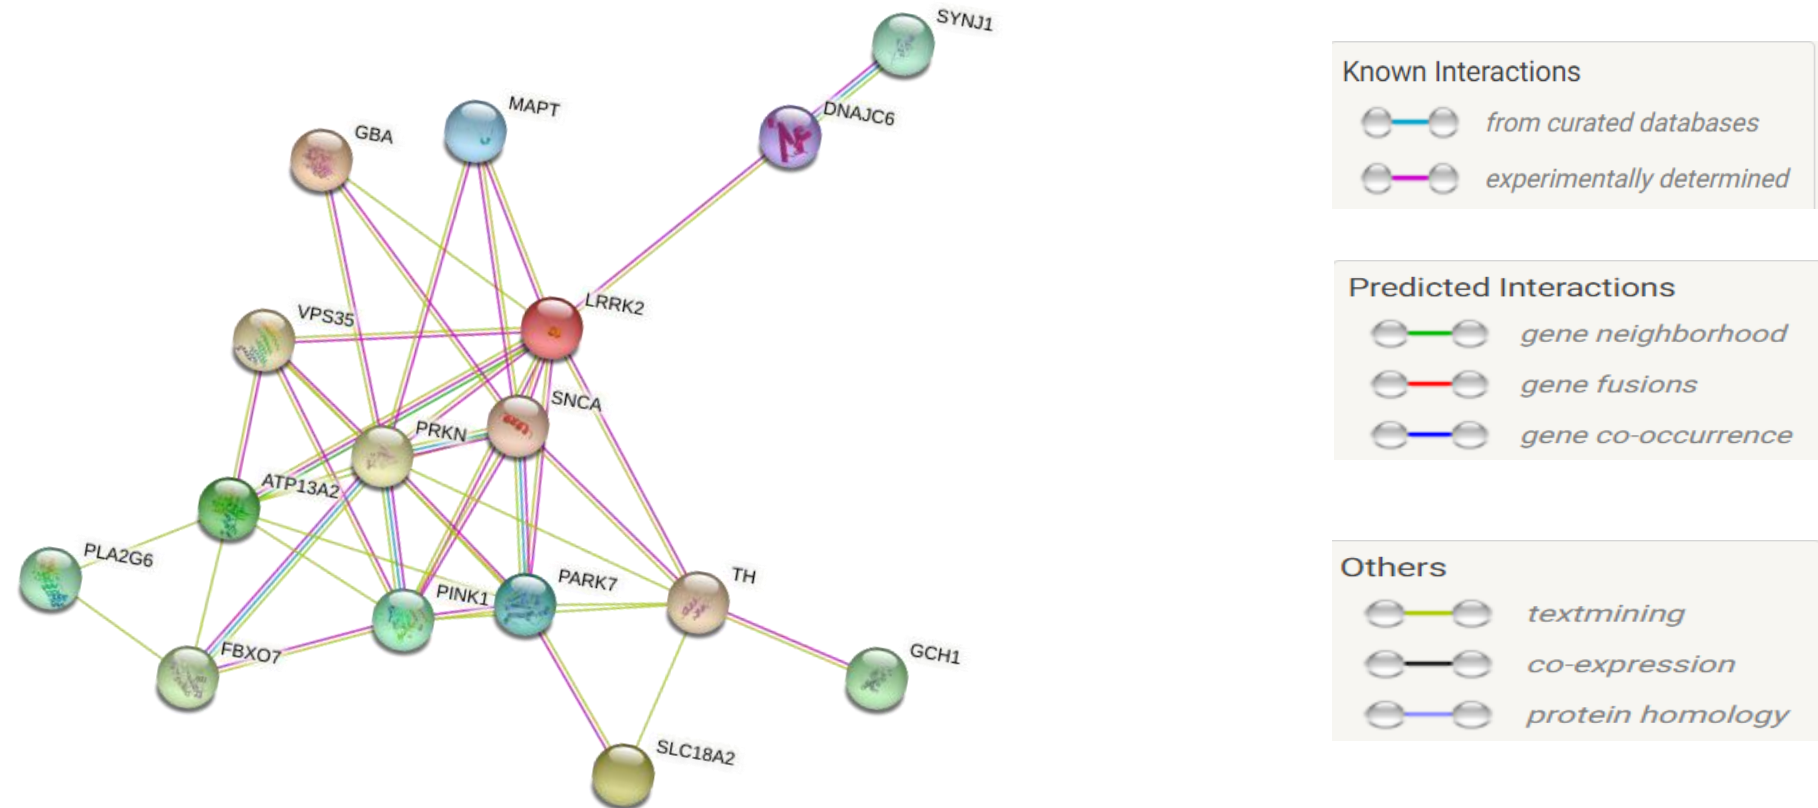 SYNJ1
MAPT
DNAJC6
GBA
LRRK2
VPS35
SNCA
PRKN
ATP13A2
PLA2G6
PINK1
PARK7
TH
FBXO7
GCH1
SLC18A2
Known Interactions
from curated databases
experimentally determined
Predicted Interactions
gene neighborhood
gene fusions
gene co-occurrence
Others
textmining
co-expression
protein homology